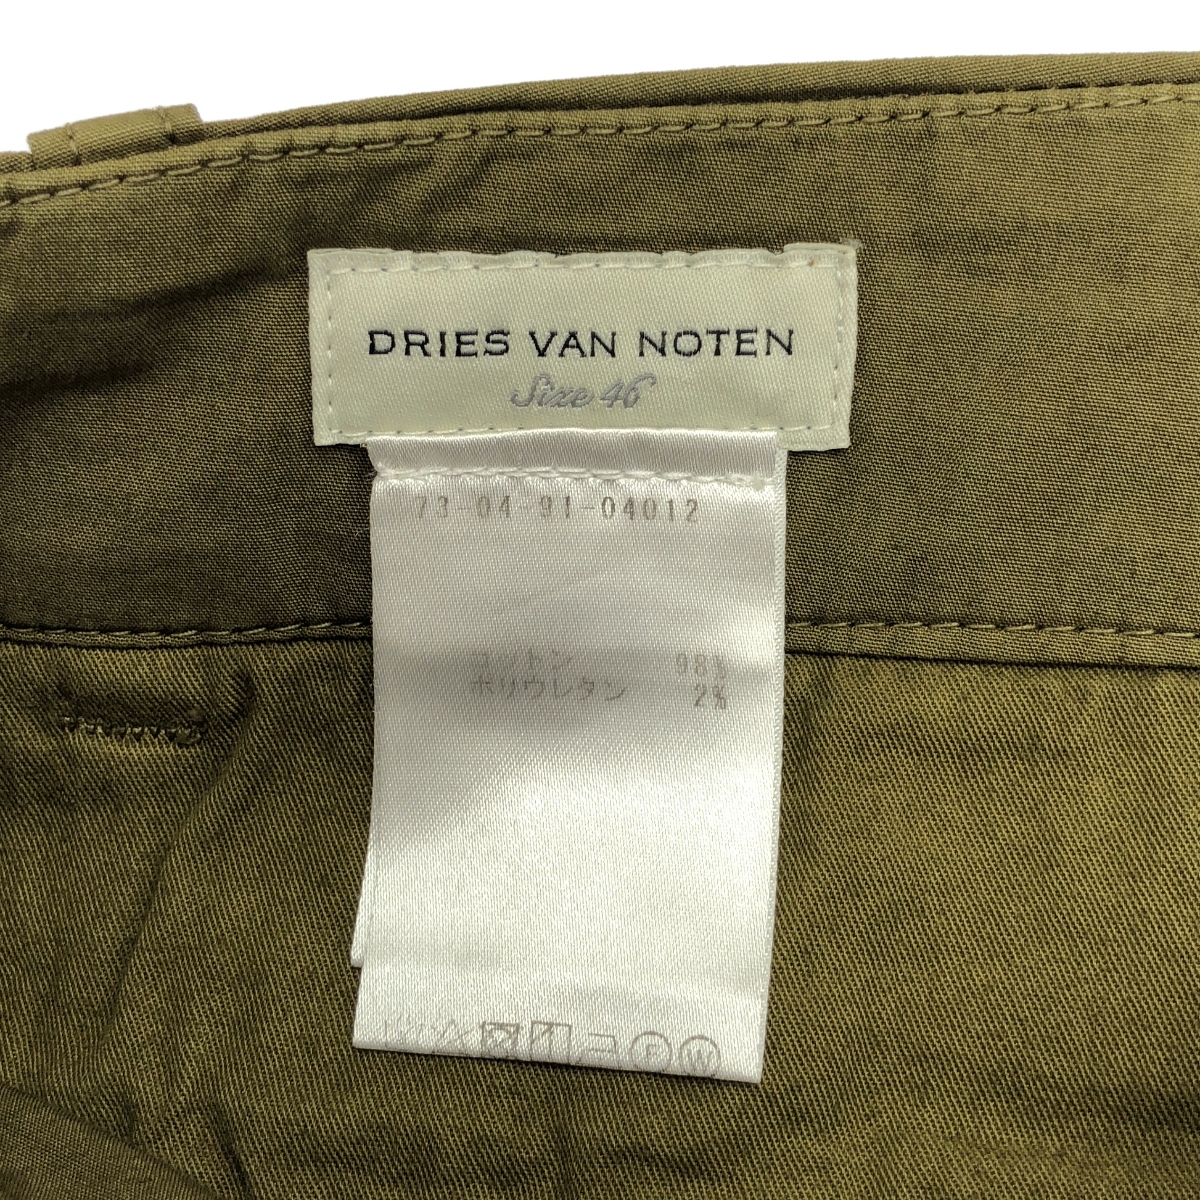 DRIES VAN NOTEN
Size 46
73-04-91-04012
コットン 98%
ポリウレタン 2%
F W